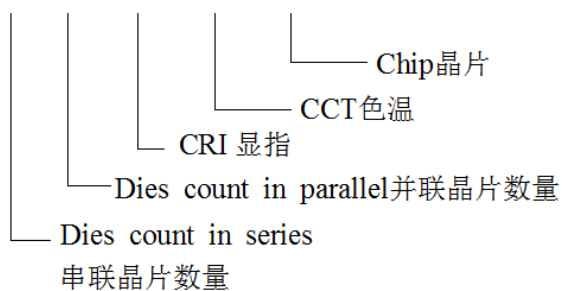 Chip晶片
CCT色温
CRI 显指
Dies count in parallel并联晶片数量
Dies count in series
串联晶片数量